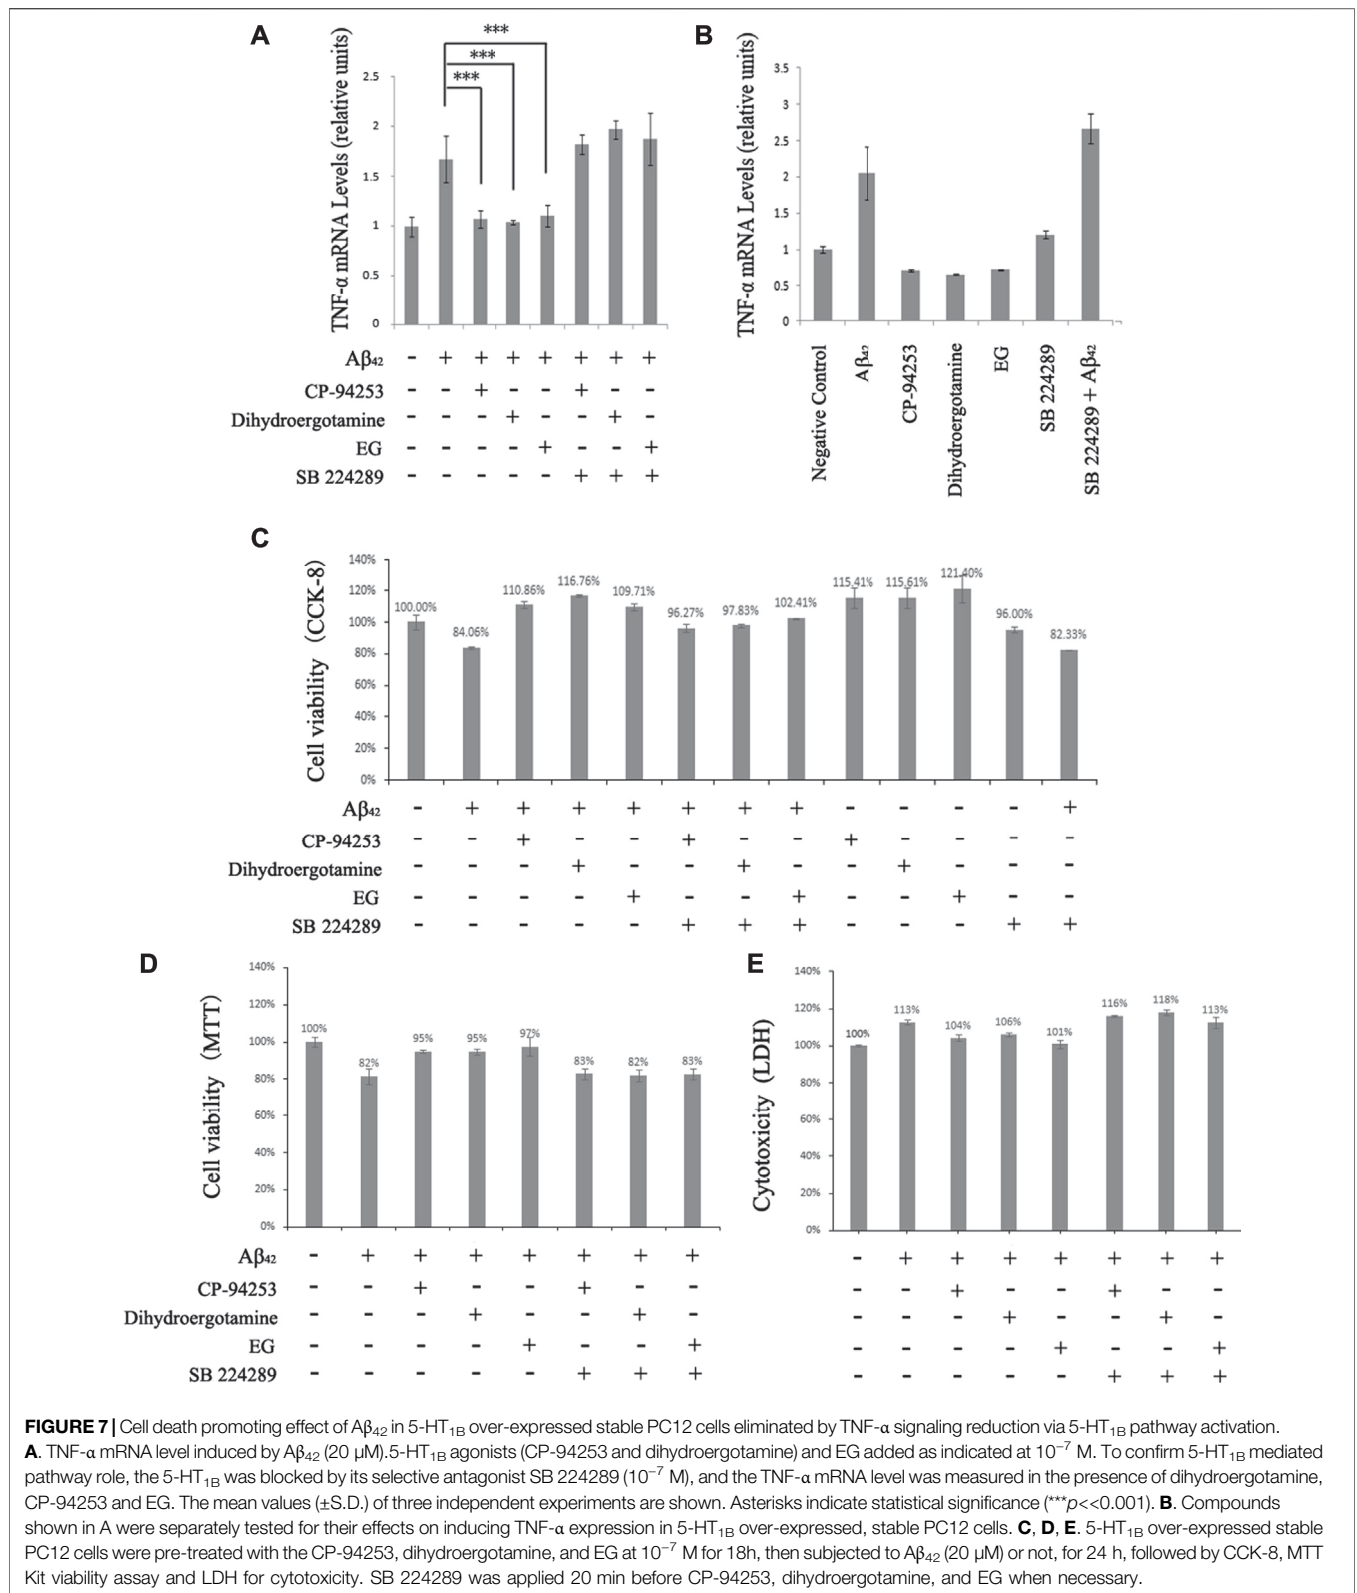 A
TNF-α mRNA Levels (relative units)
2.5
2
1.5
1
0.5
0
***
***
***
Aβ₄₂ - + + + + + + +
CP-94253 - - + - - + - -
Dihydroergotamine - - - + - - + -
EG - - - - + - - +
SB 224289 - - - - - + + +
B
TNF-α mRNA Levels (relative units)
3.5
3
2.5
2
1.5
1
0.5
0
Negative Control
Aβ₄₂
CP-94253
Dihydroergotamine
EG
SB 224289
SB 224289 + Aβ₄₂
C
Cell viability (CCK-8)
140%
120%
100%
80%
60%
40%
20%
0%
100.00% 84.06% 110.86% 116.76% 109.71% 96.27% 97.83% 102.41% 115.41% 115.61% 121.40% 96.00% 82.33%
Aβ₄₂ - + + + + + + + - - - - +
CP-94253 - - + - - + - - + - - - -
Dihydroergotamine - - - + - - + - - + - - -
EG - - - - + - - + - - + - -
SB 224289 - - - - - + + + - - - + +
D
Cell viability (MTT)
140%
120%
100%
80%
60%
40%
20%
0%
100% 82% 95% 95% 97% 83% 82% 83%
Aβ₄₂ - + + + + + + +
CP-94253 - - + - - + - -
Dihydroergotamine - - - + - - + -
EG - - - - + - - +
SB 224289 - - - - - + + +
E
Cytotoxicity (LDH)
140%
120%
100%
80%
60%
40%
20%
0%
100% 113% 104% 106% 101% 116% 118% 113%
- + + + + + + +
- - + - - + - -
- - - + - - + -
- - - - + - - +
- - - - - + + +
FIGURE 7 | Cell death promoting effect of Aβ₄₂ in 5-HT₁B over-expressed stable PC12 cells eliminated by TNF-α signaling reduction via 5-HT₁B pathway activation.
A. TNF-α mRNA level induced by Aβ₄₂ (20 μM).5-HT₁B agonists (CP-94253 and dihydroergotamine) and EG added as indicated at 10⁻⁷ M. To confirm 5-HT₁B mediated
pathway role, the 5-HT₁B was blocked by its selective antagonist SB 224289 (10⁻⁷ M), and the TNF-α mRNA level was measured in the presence of dihydroergotamine,
CP-94253 and EG. The mean values (±S.D.) of three independent experiments are shown. Asterisks indicate statistical significance (***p<<0.001). B. Compounds
shown in A were separately tested for their effects on inducing TNF-α expression in 5-HT₁B over-expressed, stable PC12 cells. C, D, E. 5-HT₁B over-expressed stable
PC12 cells were pre-treated with the CP-94253, dihydroergotamine, and EG at 10⁻⁷ M for 18h, then subjected to Aβ₄₂ (20 μM) or not, for 24 h, followed by CCK-8, MTT
Kit viability assay and LDH for cytotoxicity. SB 224289 was applied 20 min before CP-94253, dihydroergotamine, and EG when necessary.